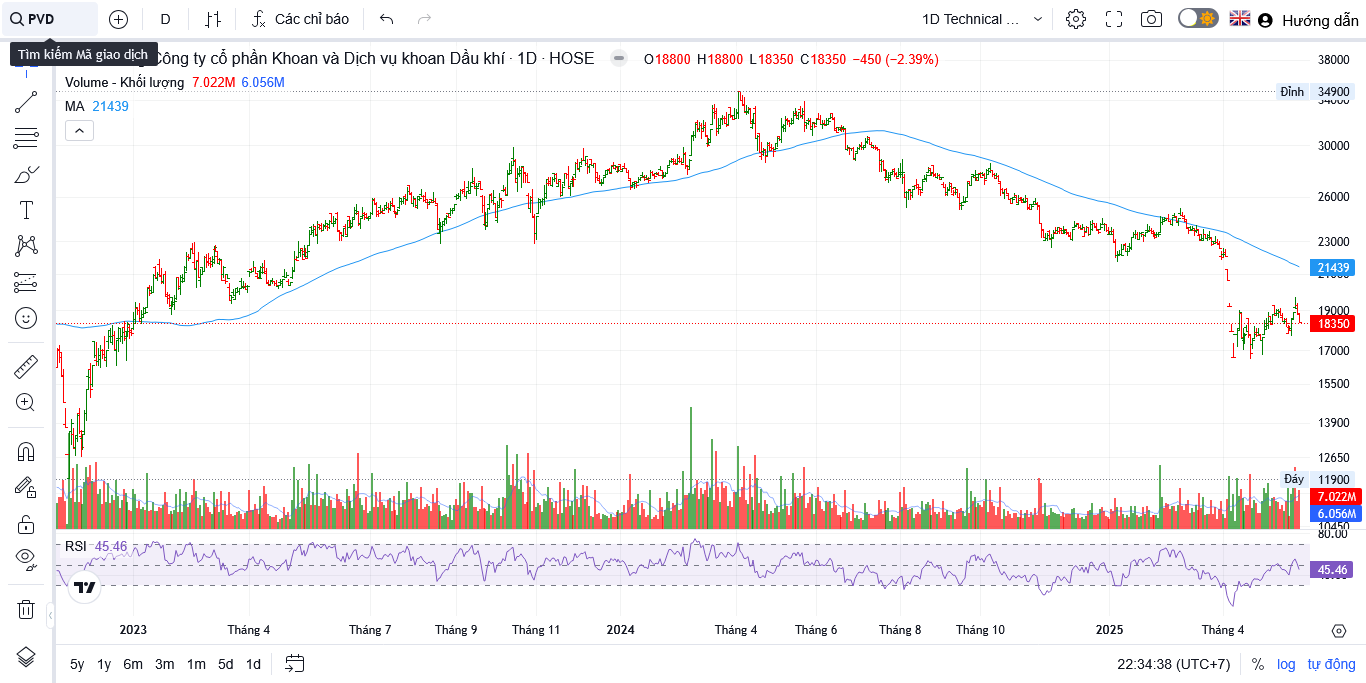 PVD D Các chỉ báo 1D Technical ... Hướng dẫn
Tìm kiếm Mã giao dịch
Công ty cổ phần Khoan và Dịch vụ khoan Dầu khí · 1D · HOSE O18800 H18800 L18350 C18350 −450 (−2.39%)
Volume - Khối lượng 7.022M 6.056M
MA 21439
38000
Đỉnh 34900
34000
30000
26000
23000
21439
21000
19000
18350
17000
15500
13900
12650
Đáy 11900
7.022M
6.056M
10450
RSI 45.46
80.00
45.46
2023 Tháng 4 Tháng 7 Tháng 9 Tháng 11 2024 Tháng 4 Tháng 6 Tháng 8 Tháng 10 2025 Tháng 4
5y 1y 6m 3m 1m 5d 1d 22:34:38 (UTC+7) % log tự động